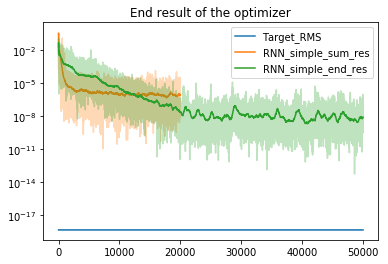 End result of the optimizer
Target_RMS
RNN_simple_sum_res
RNN_simple_end_res
10⁻²
10⁻⁵
10⁻⁸
10⁻¹¹
10⁻¹⁴
10⁻¹⁷
0 10000 20000 30000 40000 50000